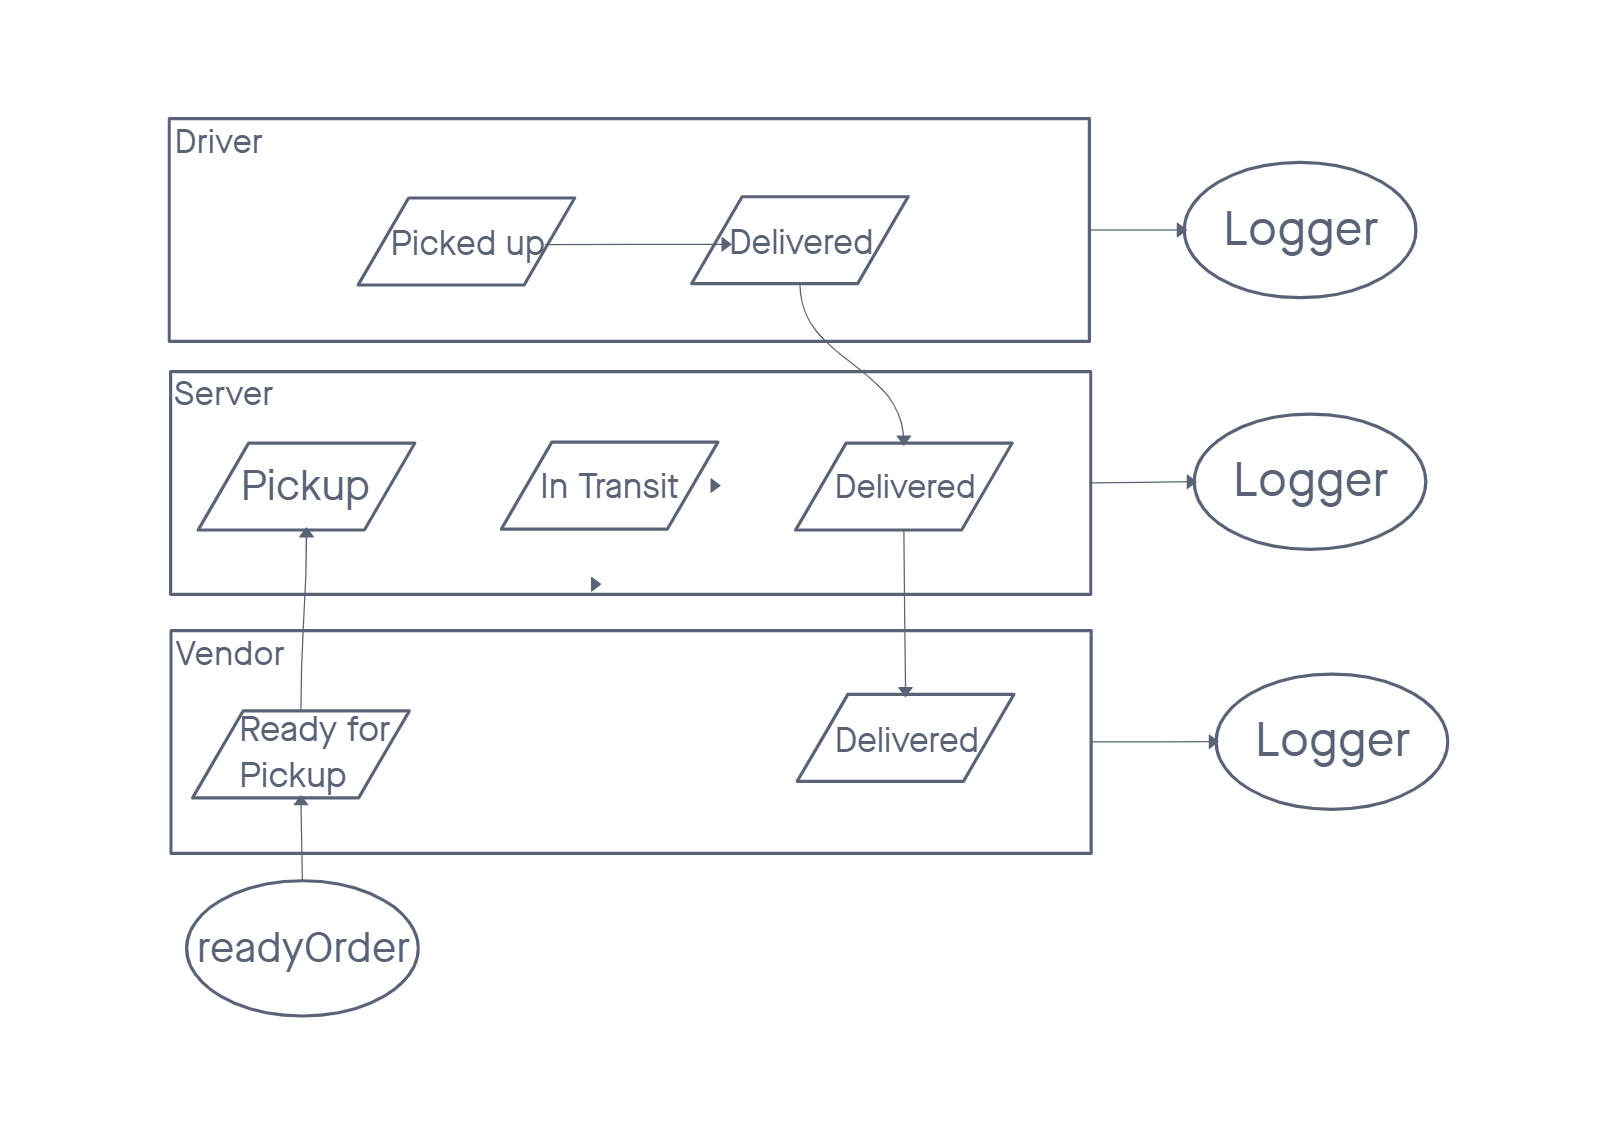 Driver
Picked up
Delivered
Logger
Server
Pickup
In Transit
Delivered
Logger
Vendor
Ready for
Pickup
Delivered
Logger
readyOrder